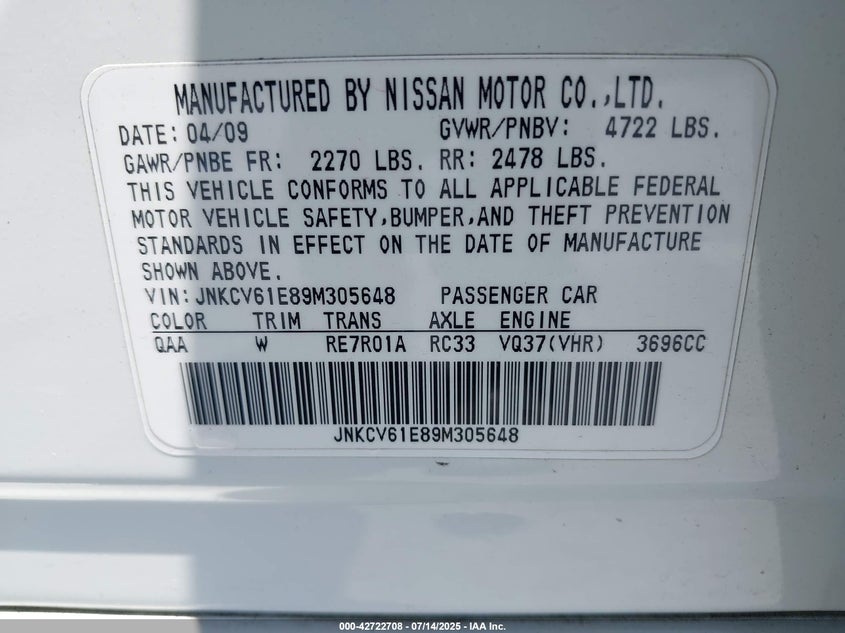 MANUFACTURED BY NISSAN MOTOR CO.,LTD.
DATE: 04/09 GVWR/PNBV: 4722 LBS.
GAWR/PNBE FR: 2270 LBS. RR: 2478 LBS.
THIS VEHICLE CONFORMS TO ALL APPLICABLE FEDERAL
MOTOR VEHICLE SAFETY,BUMPER,AND THEFT PREVENTION
STANDARDS IN EFFECT ON THE DATE OF MANUFACTURE
SHOWN ABOVE.
VIN: JNKCV61E89M305648 PASSENGER CAR
COLOR TRIM TRANS AXLE ENGINE
QAA W RE7R01A RC33 VQ37(VHR) 3696CC
JNKCV61E89M305648
000-42722708 - 07/14/2025 - IAA Inc.